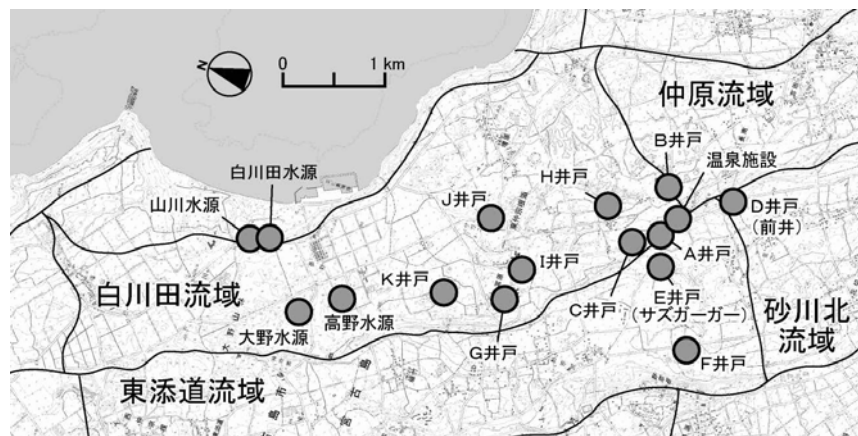 N
0
1 km
仲原流域
B井戸
温泉施設
白川田水源
山川水源
J井戸
H井戸
D井戸
(前井)
A井戸
I井戸
K井戸
白川田流域
C井戸
E井戸
(サズガーガー)
大野水源
高野水源
G井戸
砂川北
流域
F井戸
東添道流域